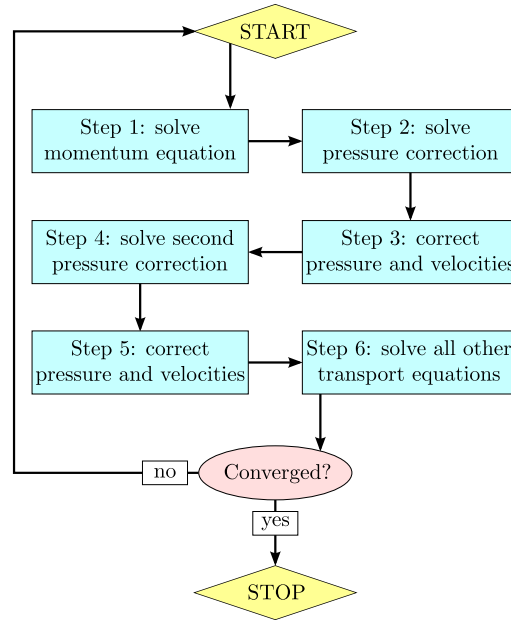 START
Step 1: solve
momentum equation
Step 2: solve
pressure correction
Step 3: correct
pressure and velocities
Step 4: solve second
pressure correction
Step 5: correct
pressure and velocities
Step 6: solve all other
transport equations
Converged?
no
yes
STOP